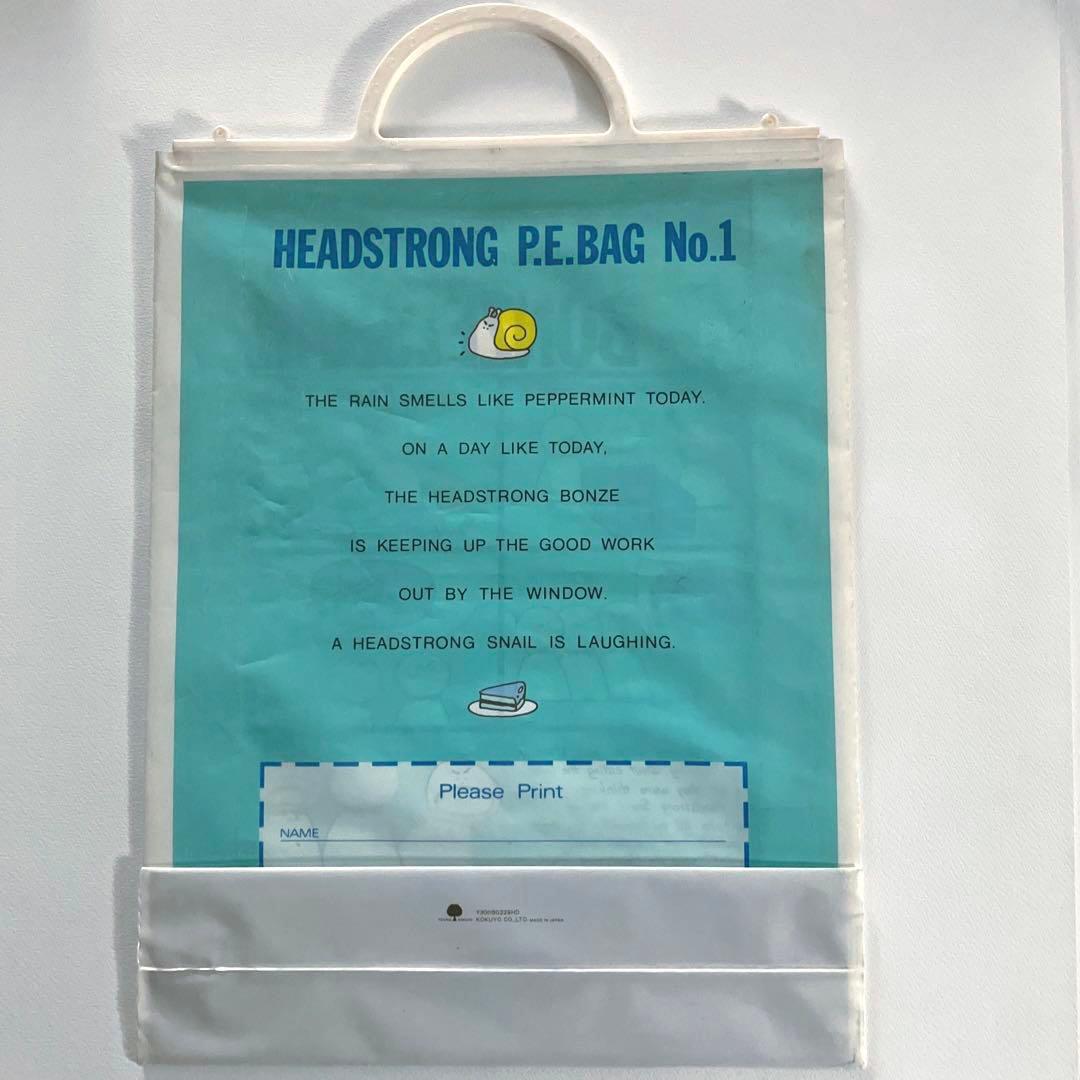 HEADSTRONG P.E.BAG No.1
THE RAIN SMELLS LIKE PEPPERMINT TODAY.
ON A DAY LIKE TODAY,
THE HEADSTRONG BONZE
IS KEEPING UP THE GOOD WORK
OUT BY THE WINDOW.
A HEADSTRONG SNAIL IS LAUGHING.
Please Print
NAME
KOKUYO CO.,LTD. MADE IN JAPAN